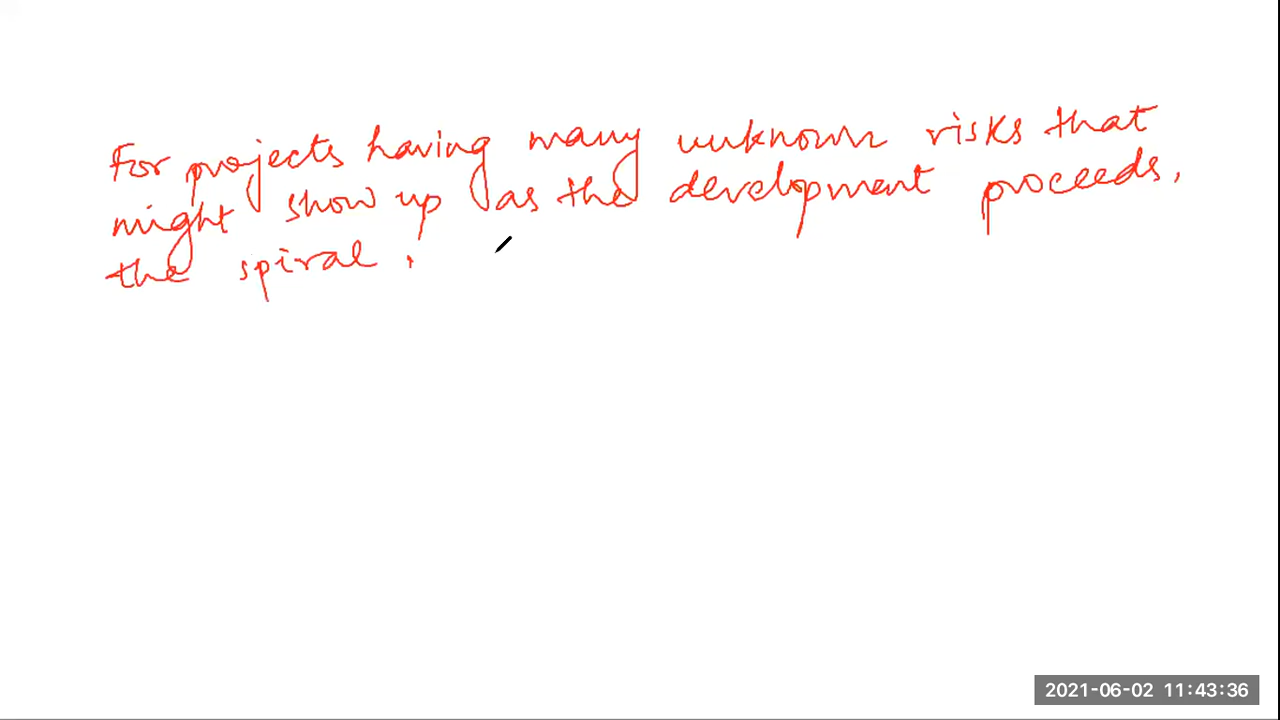 For projects having many unknown risks that
might show up as the development proceeds,
the spiral.
2021-06-02 11:43:36